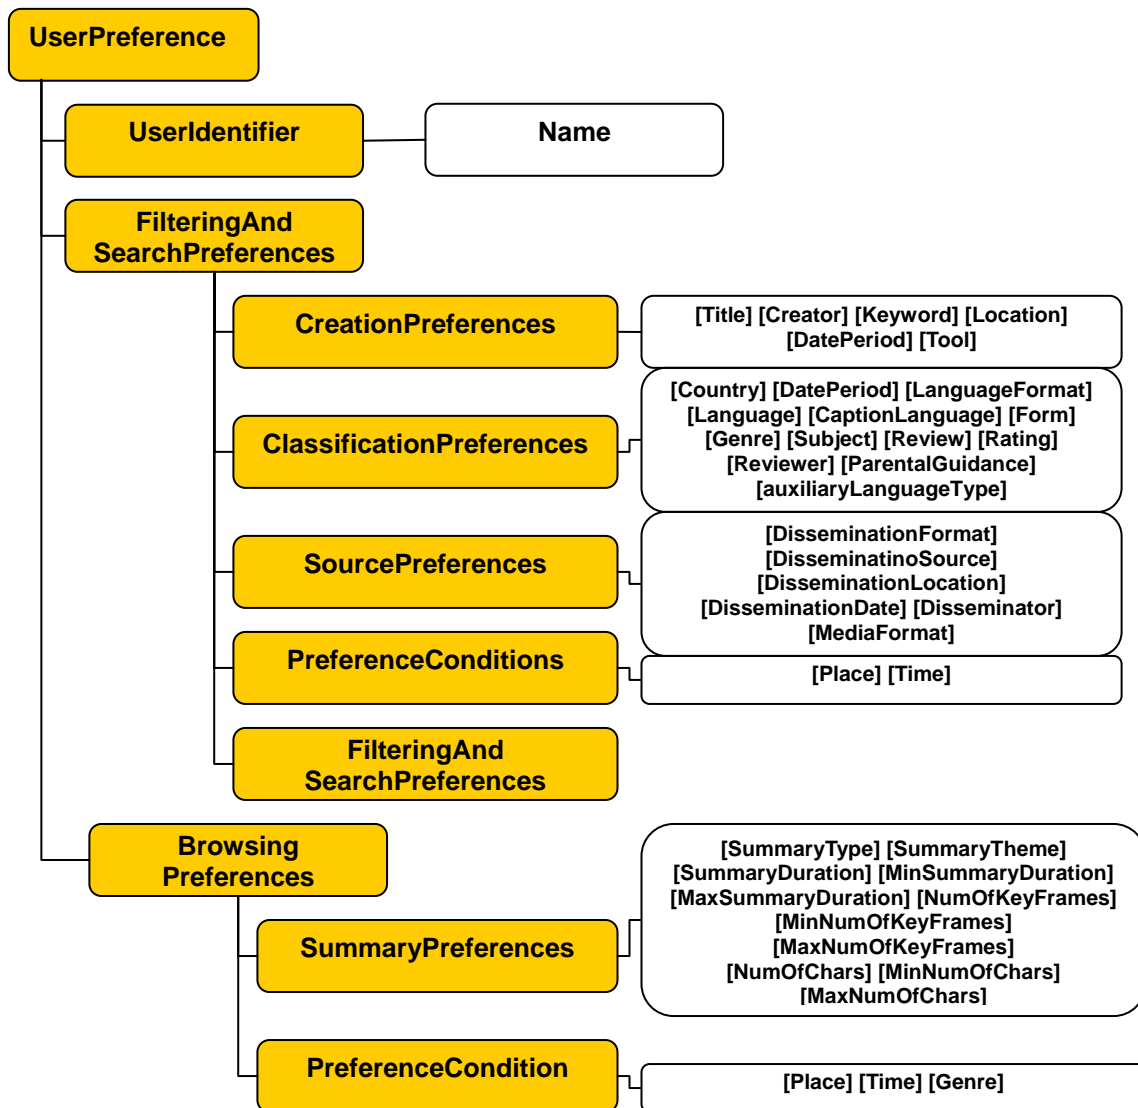 UserPreference
UserIdentifier
Name
FilteringAnd
SearchPreferences
CreationPreferences
[Title] [Creator] [Keyword] [Location]
[DatePeriod] [Tool]
ClassificationPreferences
[Country] [DatePeriod] [LanguageFormat]
[Language] [CaptionLanguage] [Form]
[Genre] [Subject] [Review] [Rating]
[Reviewer] [ParentalGuidance]
[auxiliaryLanguageType]
SourcePreferences
[DisseminationFormat]
[DisseminatinoSource]
[DisseminationLocation]
[DisseminationDate] [Disseminator]
[MediaFormat]
PreferenceConditions
[Place] [Time]
FilteringAnd
SearchPreferences
Browsing
Preferences
SummaryPreferences
[SummaryType] [SummaryTheme]
[SummaryDuration] [MinSummaryDuration]
[MaxSummaryDuration] [NumOfKeyFrames]
[MinNumOfKeyFrames]
[MaxNumOfKeyFrames]
[NumOfChars] [MinNumOfChars]
[MaxNumOfChars]
PreferenceCondition
[Place] [Time] [Genre]